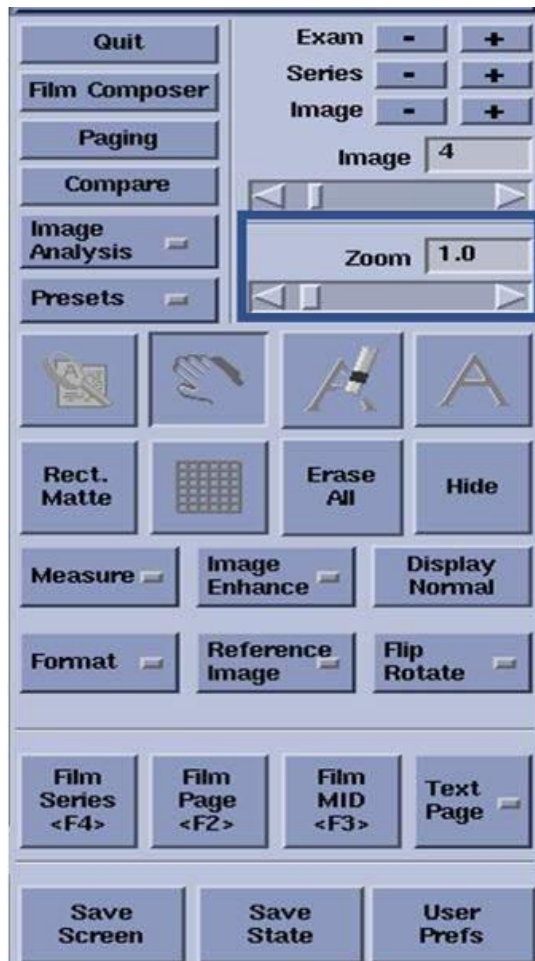 Quit
Film Composer
Paging
Compare
Image
Analysis
Presets
Exam - +
Series - +
Image - +
Image 4
Zoom 1.0
A
Rect.
Matte
Erase
All
Hide
Measure
Image
Enhance
Display
Normal
Format
Reference
Image
Flip
Rotate
Film
Series
<F4>
Film
Page
<F2>
Film
MID
<F3>
Text
Page
Save
Screen
Save
State
User
Prefs